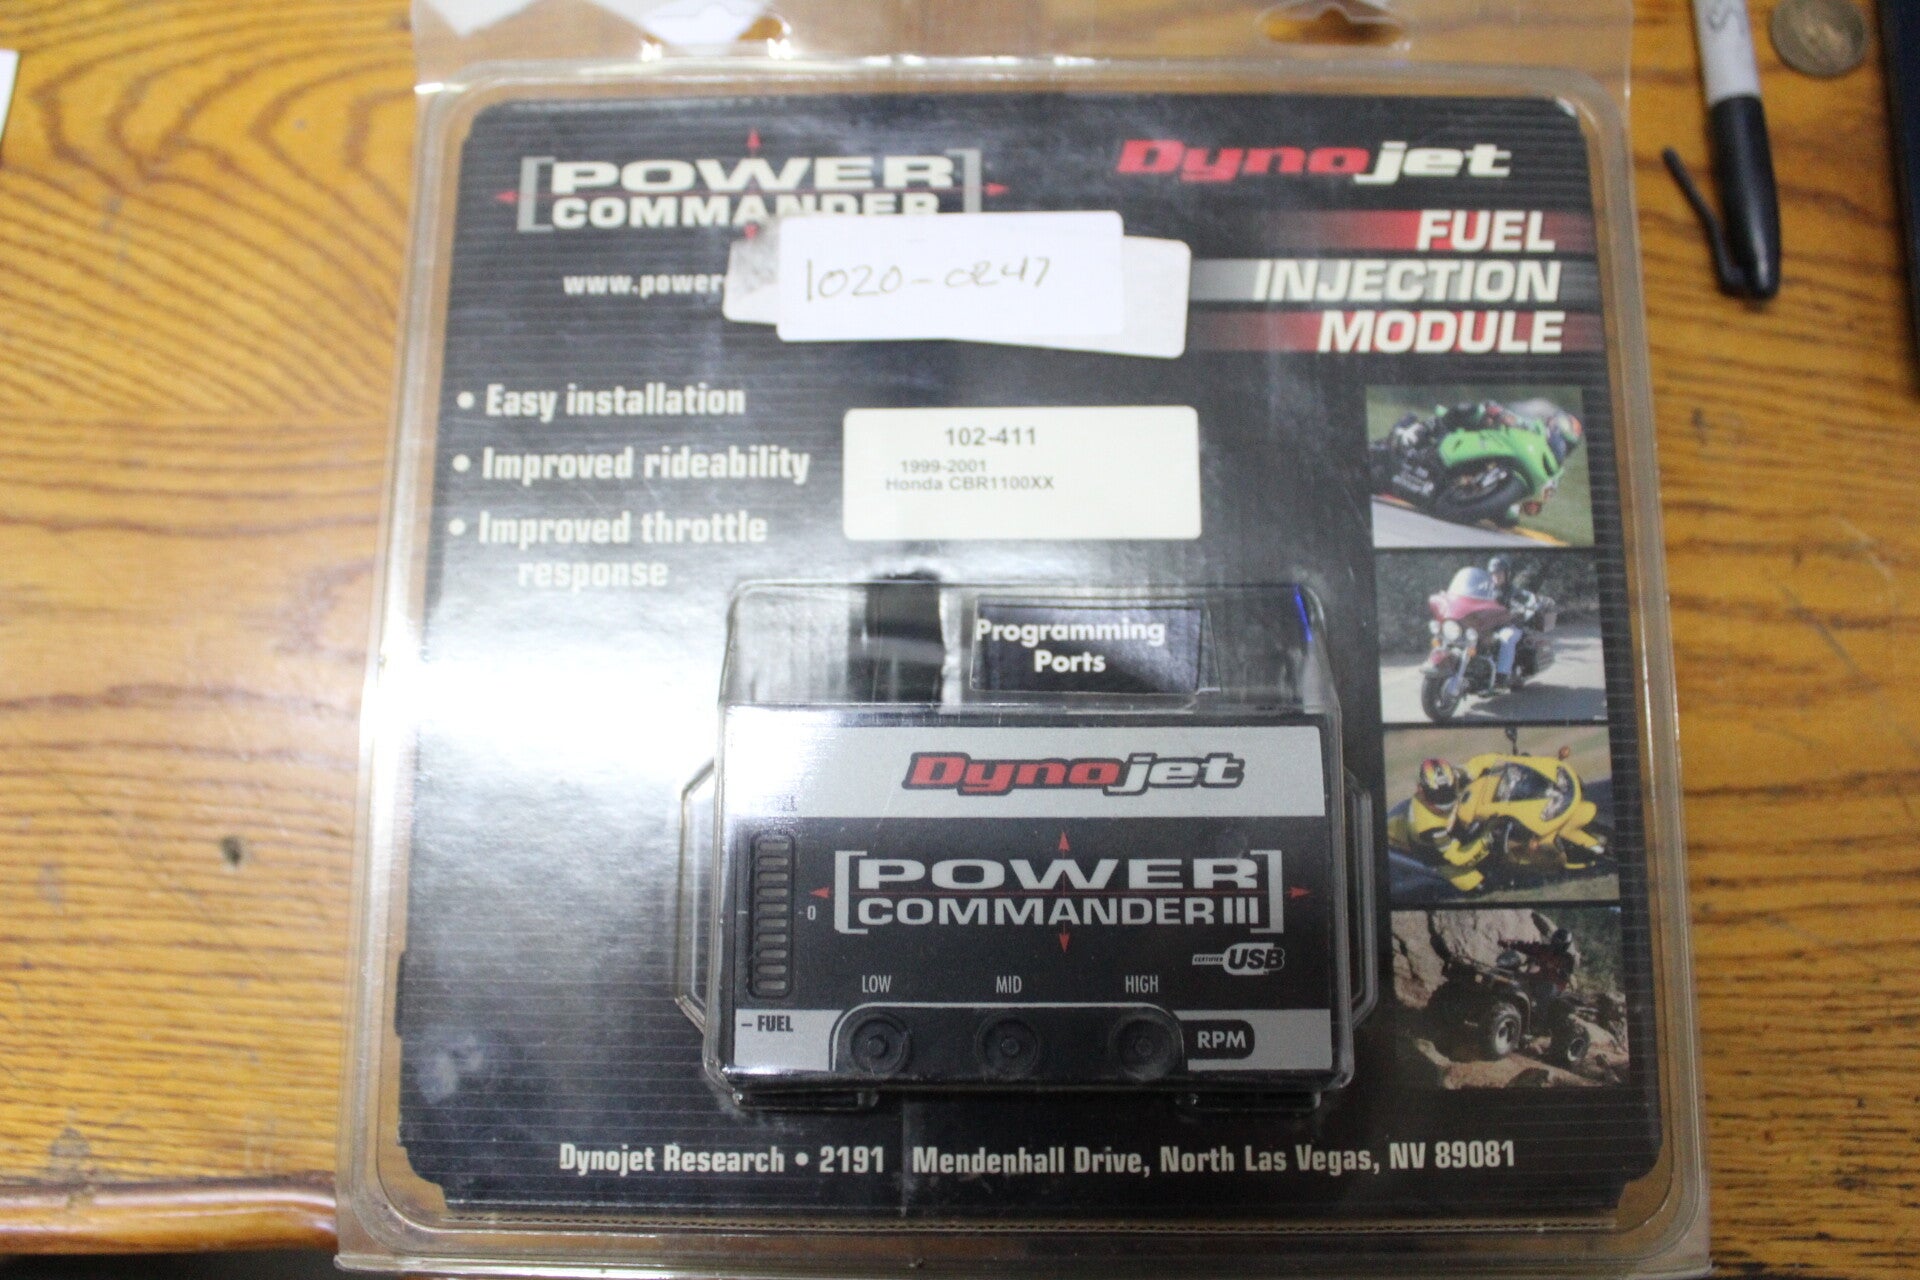 POWER
COMMANDER
Dynojet
FUEL
INJECTION
MODULE
www.power
• Easy installation
• Improved rideability
• Improved throttle
response
102-411
1999-2001
Honda CBR1100XX
Programming
Ports
Dynojet
POWER
COMMANDER III
0
CERTIFIED USB
LOW MID HIGH
– FUEL
RPM
Dynojet Research • 2191 Mendenhall Drive, North Las Vegas, NV 89081